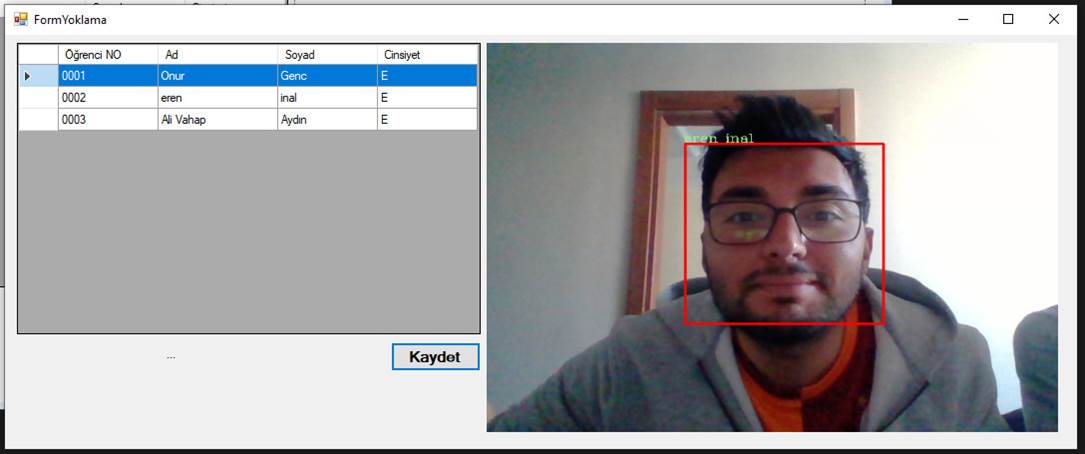 FormYoklama
Öğrenci NO Ad Soyad Cinsiyet
0001 Onur Genc E
0002 eren inal E
0003 Ali Vahap Aydın E
eren inal
...
Kaydet